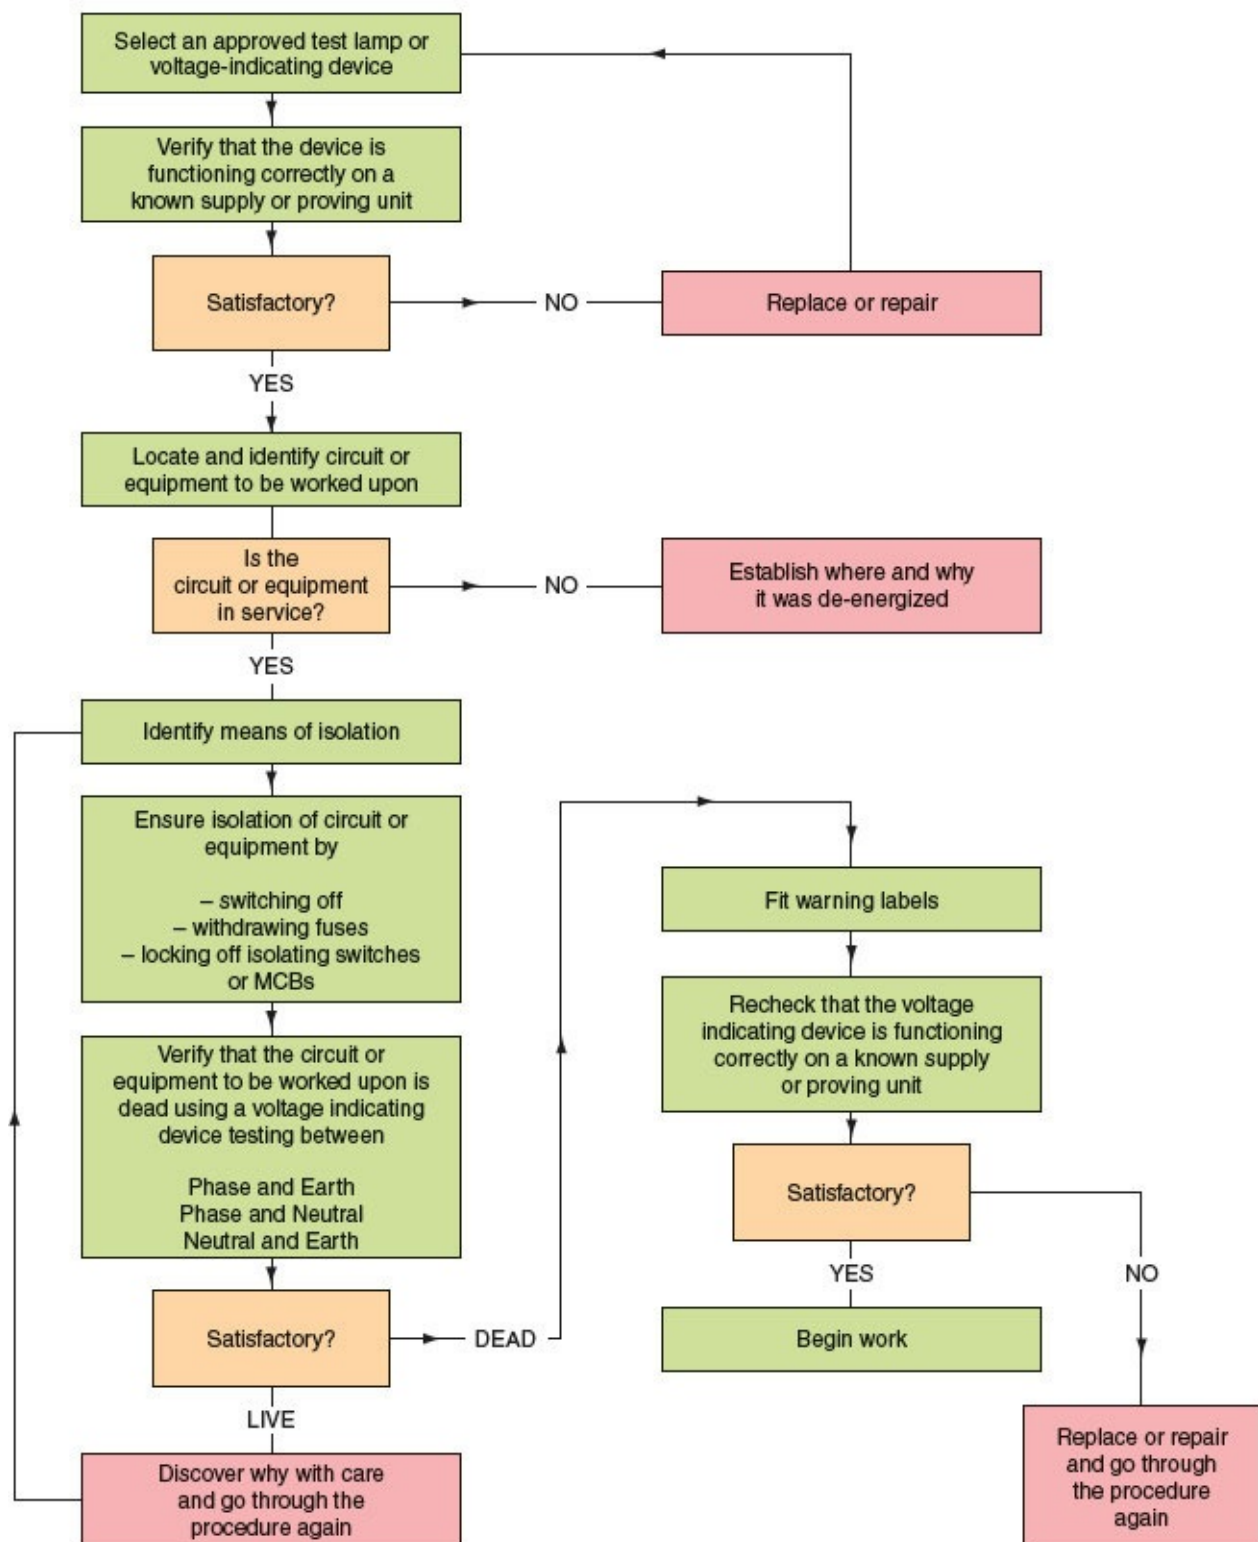 Select an approved test lamp or
voltage-indicating device
Verify that the device is
functioning correctly on a
known supply or proving unit
Satisfactory?
NO
Replace or repair
YES
Locate and identify circuit or
equipment to be worked upon
Is the
circuit or equipment
in service?
NO
Establish where and why
it was de-energized
YES
Identify means of isolation
Ensure isolation of circuit or
equipment by
– switching off
– withdrawing fuses
– locking off isolating switches
or MCBs
Verify that the circuit or
equipment to be worked upon is
dead using a voltage indicating
device testing between
Phase and Earth
Phase and Neutral
Neutral and Earth
Satisfactory?
DEAD
LIVE
Discover why with care
and go through the
procedure again
Fit warning labels
Recheck that the voltage
indicating device is functioning
correctly on a known supply
or proving unit
Satisfactory?
YES
NO
Begin work
Replace or repair
and go through
the procedure
again